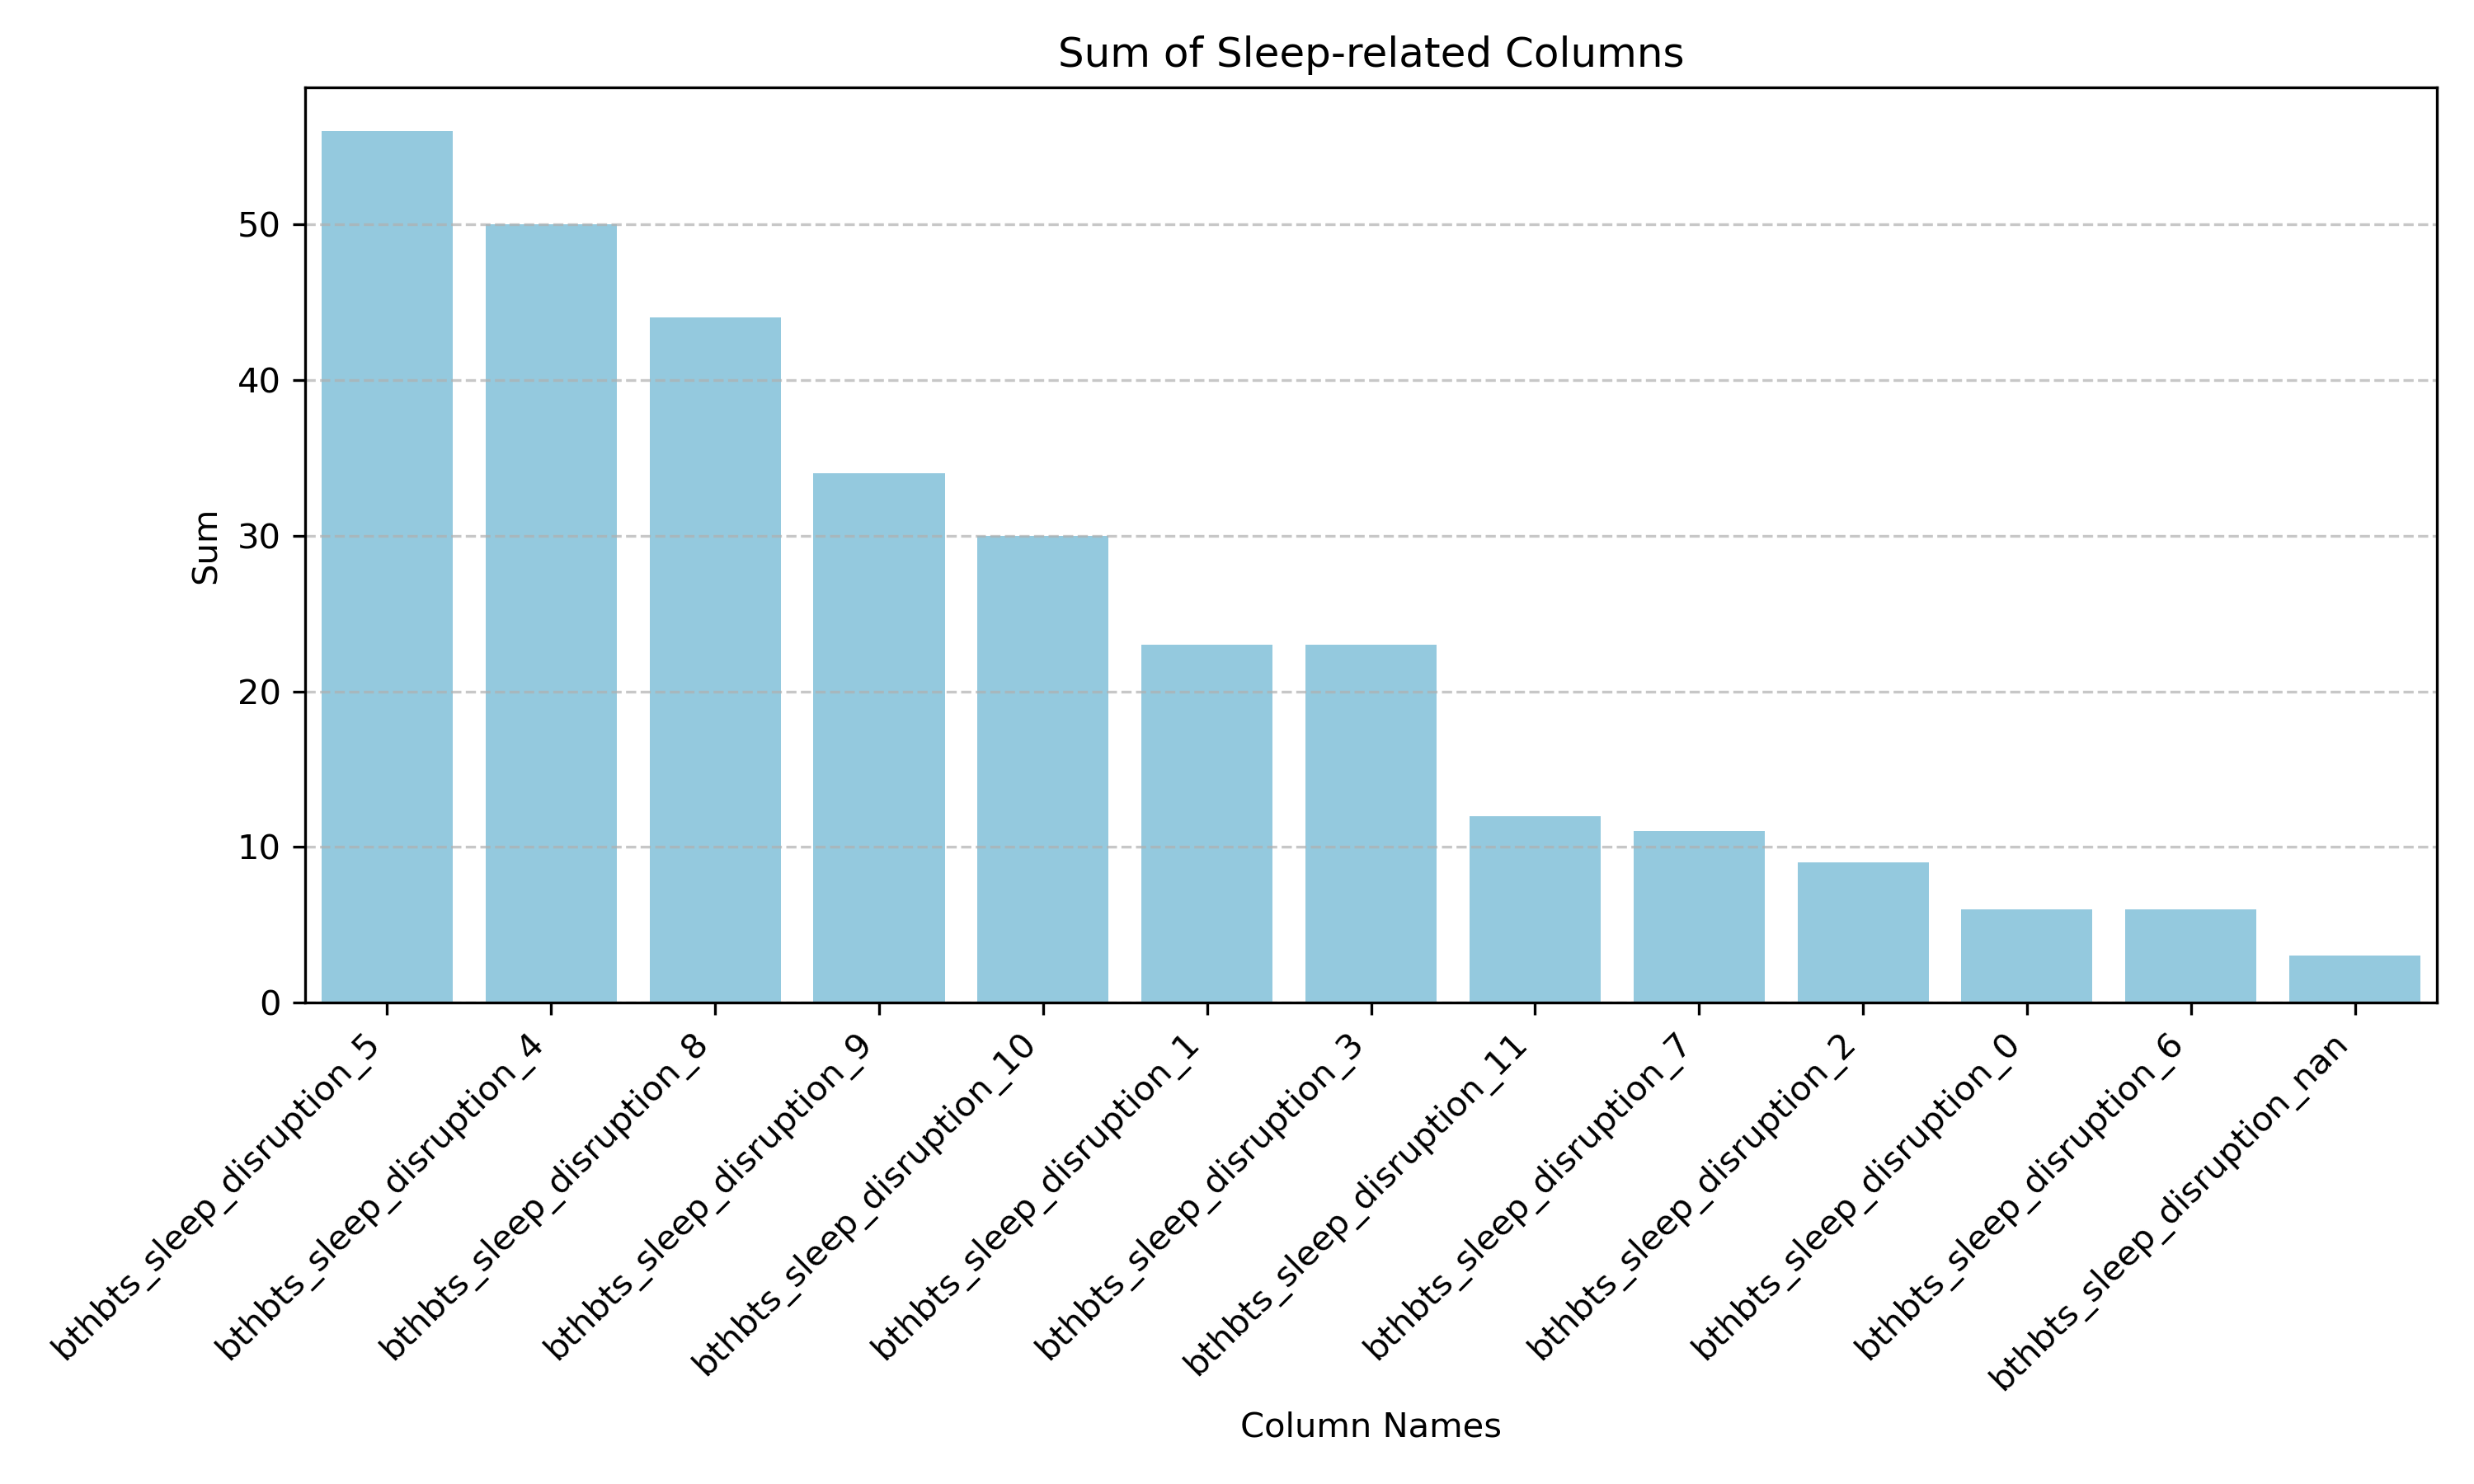 Sum of Sleep-related Columns
Sum
50
40
30
20
10
0
bthbts_sleep_disruption_5
bthbts_sleep_disruption_4
bthbts_sleep_disruption_8
bthbts_sleep_disruption_9
bthbts_sleep_disruption_10
bthbts_sleep_disruption_1
bthbts_sleep_disruption_3
bthbts_sleep_disruption_11
bthbts_sleep_disruption_7
bthbts_sleep_disruption_2
bthbts_sleep_disruption_0
bthbts_sleep_disruption_6
bthbts_sleep_disruption_nan
Column Names